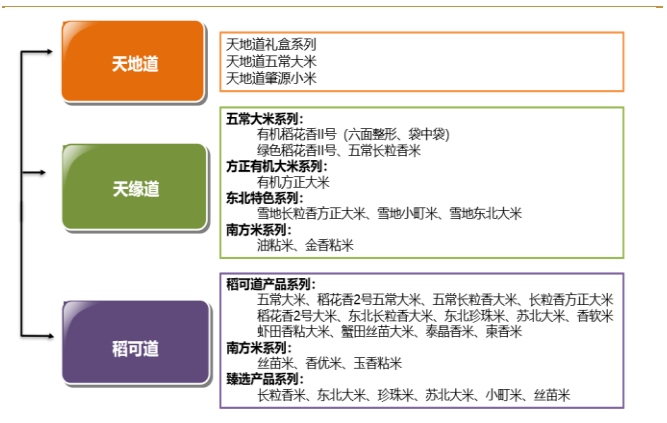 天地道
天地道礼盒系列
天地道五常大米
天地道肇源小米
天缘道
五常大米系列：
有机稻花香II号（六面整形、袋中袋）
绿色稻花香II号、五常长粒香米
方正有机大米系列：
有机方正大米
东北特色系列：
雪地长粒香方正大米、雪地小町米、雪地东北大米
南方米系列：
油粘米、金香粘米
稻可道
稻可道产品系列：
五常大米、稻花香2号五常大米、五常长粒香大米、长粒香方正大米
稻花香2号大米、东北长粒香大米、东北珍珠米、苏北大米、香软米
虾田香粘大米、蟹田丝苗大米、泰晶香米、柬香米
南方米系列：
丝苗米、香优米、玉香粘米
臻选产品系列：
长粒香米、东北大米、珍珠米、苏北大米、小町米、丝苗米